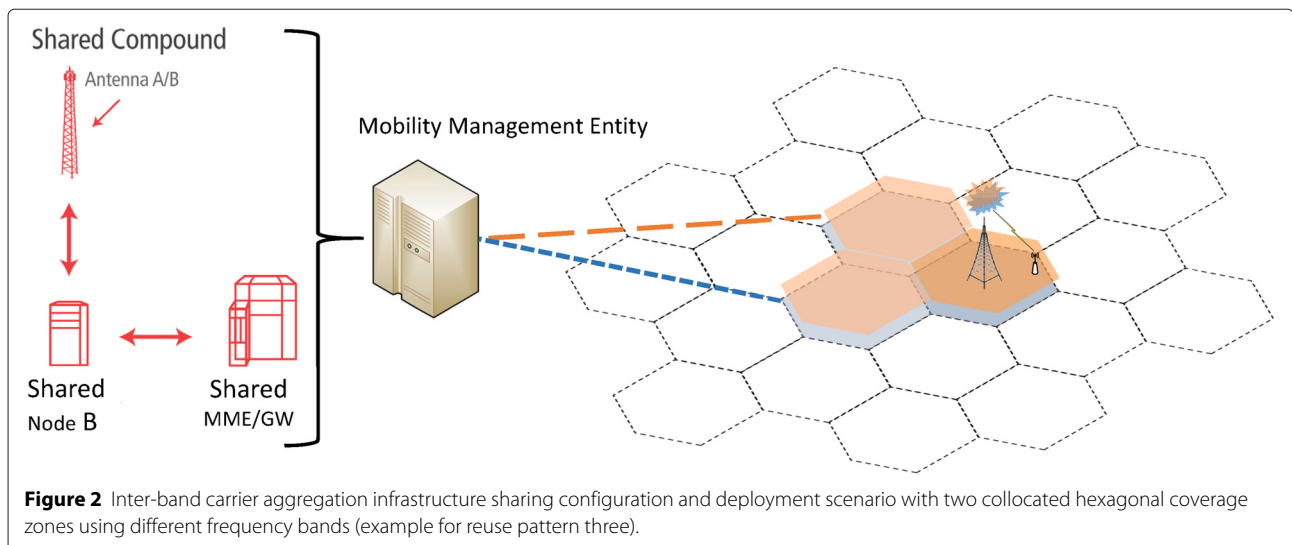 Shared Compound
Antenna A/B
Mobility Management Entity
Shared
Node B
Shared
MME/GW
Figure 2 Inter-band carrier aggregation infrastructure sharing configuration and deployment scenario with two collocated hexagonal coverage
zones using different frequency bands (example for reuse pattern three).